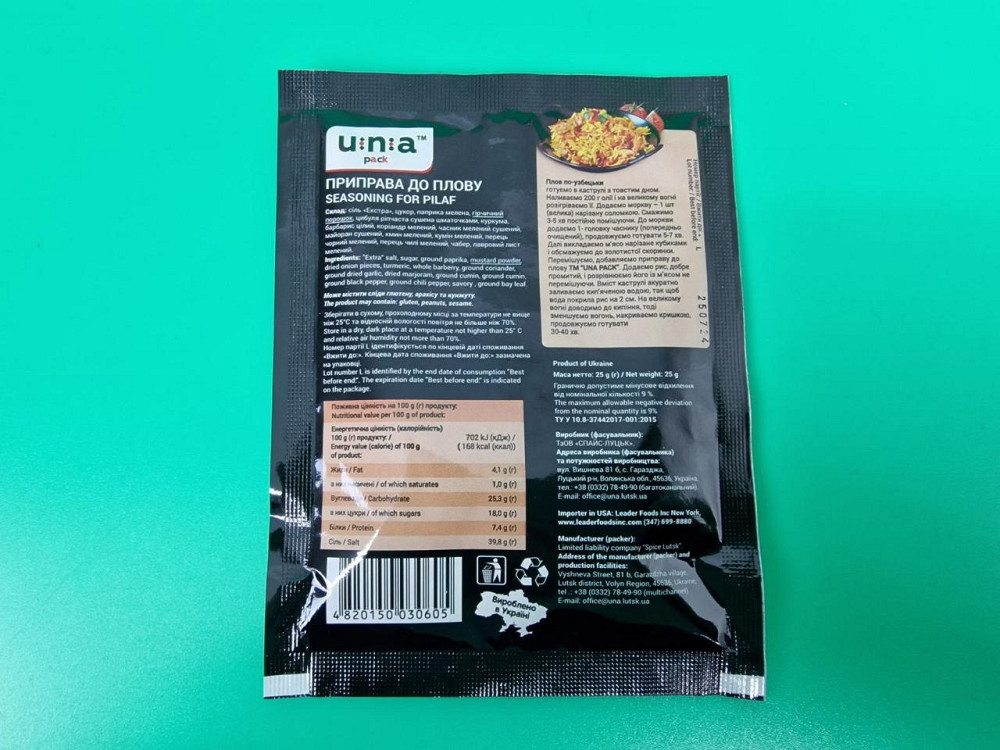 u:n:a™
pack
ПРИПРАВА ДО ПЛОВУ
SEASONING FOR PILAF
Склад: сіль «Екстра», цукор, паприка мелена, гірчичний
порошок, цибуля ріпчаста сушена шматочками, куркума,
барбарис цілий, коріандр мелений, часник мелений сушений,
майоран сушений, кмин мелений, кумін мелений, перець
чорний мелений, перець чилі мелений, чабер, лавровий лист
мелений.
Ingredients: "Extra" salt, sugar, ground paprika, mustard powder,
dried onion pieces, turmeric, whole barberry, ground coriander,
ground dried garlic, dried marjoram, ground cumin, ground cumin,
ground black pepper, ground chili pepper, savory , ground bay leaf.
Може містити сліди глютену, арахісу та кунжуту.
The product may contain: gluten, peanuts, sesame.
Зберігати в сухому, прохолодному місці за температури не вище
ніж 25°С та відносній вологості повітря не більше ніж 70%.
Store in a dry, dark place at a temperature not higher than 25° C
and relative air humidity not more than 70%.
Номер партії L ідентифікується по кінцевій даті споживання
«Вжити до:». Кінцева дата споживання «Вжити до:» зазначена
на упаковці.
Lot number L is identified by the end date of consumption "Best
before end:". The expiration date "Best before end:" is indicated
on the package.
Поживна цінність на 100 g (г) продукту:
Nutritional value per 100 g of product:
Енергетична цінність (калорійність)
100 g (г) продукту: /
Energy value (calorie) of 100 g
of product:
702 kJ (кДж) /
(168 kcal (ккал))
Жири / Fat 4,1 g (г)
з них насичені / of which saturates 1,0 g (г)
Вуглеводи / Carbohydrate 25,3 g (г)
з них цукри / of which sugars 18,0 g (г)
Білки / Protein 7,4 g (г)
Сіль / Salt 39,8 g (г)
4 820150 030605
Вироблено
в Україні
Плов по-узбецьки
готуємо в каструлі з товстим дном.
Наливаємо 200 г олії і на великому вогні
розігріваємо її. Додаємо моркву – 1 шт
(велика) нарізану соломкою. Смажимо
3-5 хв постійно помішуючи. До моркви
додаємо 1- головку часнику (попередньо
очищений), продовжуємо готувати 5-7 хв.
Далі викладаємо м'ясо нарізане кубиками
і обсмажуємо до золотистої скоринки.
Перемішуємо, добавляємо приправу до
плову ТМ "UNA PACK". Додаємо рис, добре
промитий, і розрівнюємо його із м'ясом не
перемішуючи. Вміст каструлі акуратно
заливаємо кип'яченою водою, так щоб
вода покрила рис на 2 см. На великому
вогні доводимо до кипіння, тоді
зменшуємо вогонь, накриваємо кришкою,
продовжуємо готувати
30-40 хв.
Номер партії / Вжити до: L
Lot number / Best before end:
Product of Ukraine
Маса нетто: 25 g (г) / Net weight: 25 g
Гранично допустиме мінусове відхилення
від номінальної кількості 9 %.
The maximum allowable negative deviation
from the nominal quantity is 9%
ТУ У 10.8-37442017-001:2015
Виробник (фасувальник):
ТзОВ «СПАЙС-ЛУЦЬК».
Адреса виробника (фасувальника)
та потужностей виробництва:
вул. Вишнева 81 б, с. Гаразджа,
Луцький р-н, Волинська обл., 45636, Україна,
тел.: +38 (0332) 78-49-90 (багатоканальний).
E-mail: office@una.lutsk.ua
Importer in USA: Leader Foods Inc New York,
www.leaderfoodsinc.com (347) 699-8880
Manufacturer (packer):
Limited liability company "Spice Lutsk".
Address of the manufacturer (packer) and
production facilities:
Vyshneva Street, 81 b, Garazdzha village,
Lutsk district, Volyn Region, 45636, Ukraine,
tel .: +38 (0332) 78-49-90 (multichannel).
E-mail: office@una.lutsk.ua